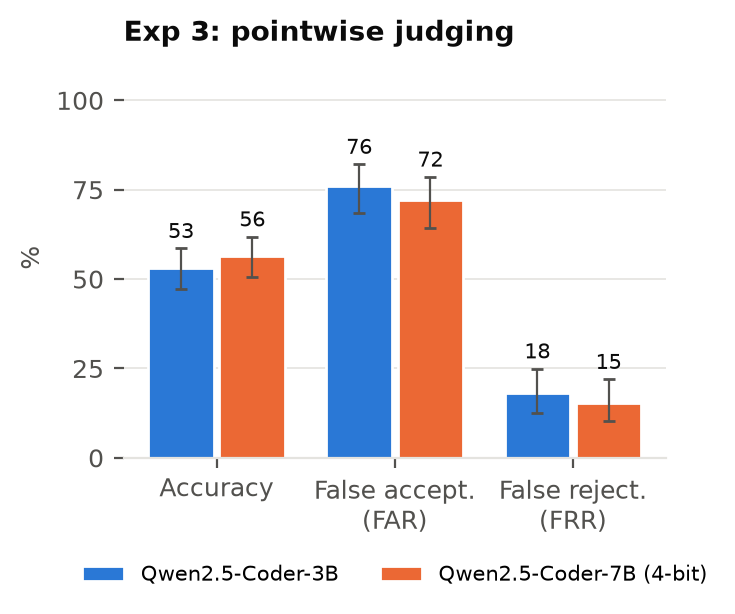 Exp 3: pointwise judging
100
75
50
25
0
%
53
56
76
72
18
15
Accuracy
False accept.
(FAR)
False reject.
(FRR)
Qwen2.5-Coder-3B
Qwen2.5-Coder-7B (4-bit)